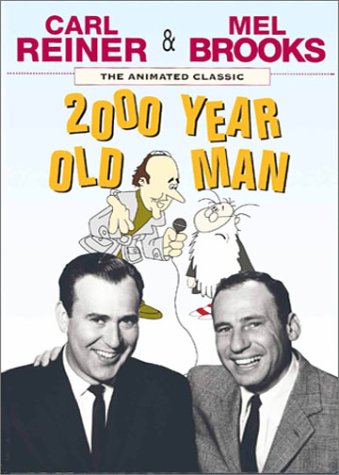 CARL REINER & MEL BROOKS
THE ANIMATED CLASSIC
2000 YEAR
OLD MAN